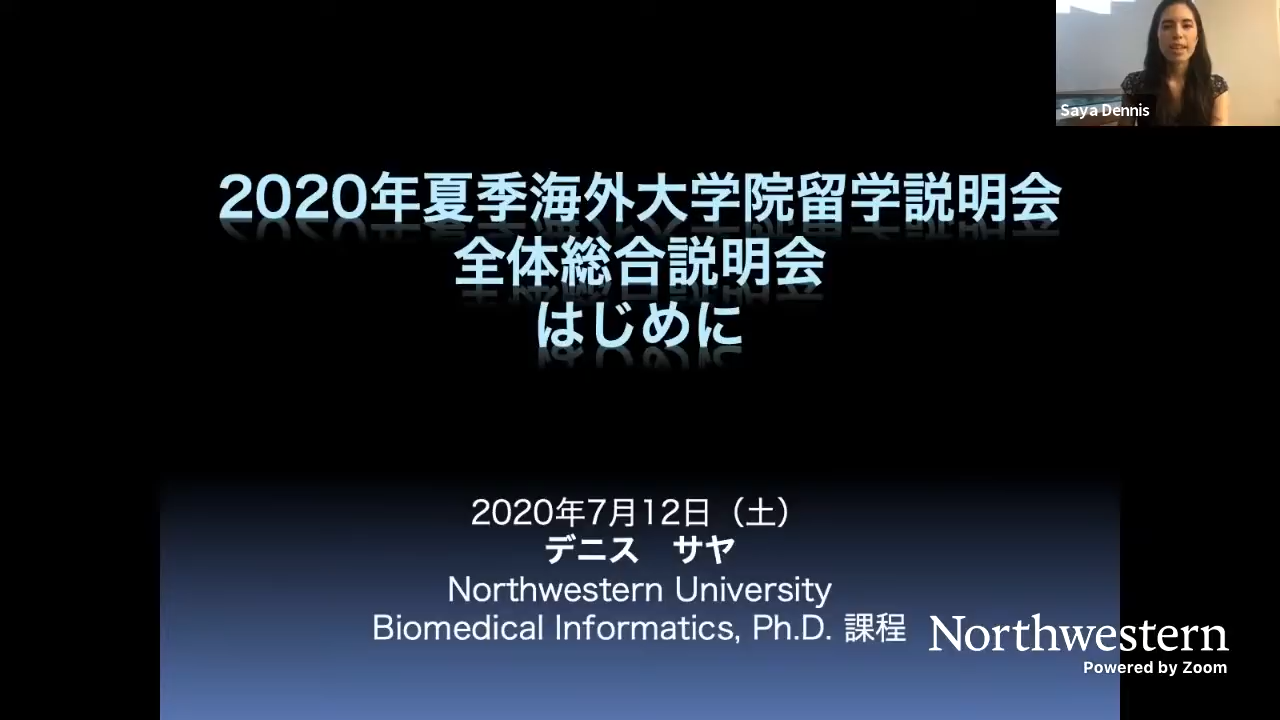 Saya Dennis
2020年夏季海外大学院留学説明会
全体総合説明会
はじめに
2020年7月12日（土）
デニス　サヤ
Northwestern University
Biomedical Informatics, Ph.D. 課程
Northwestern
Powered by Zoom